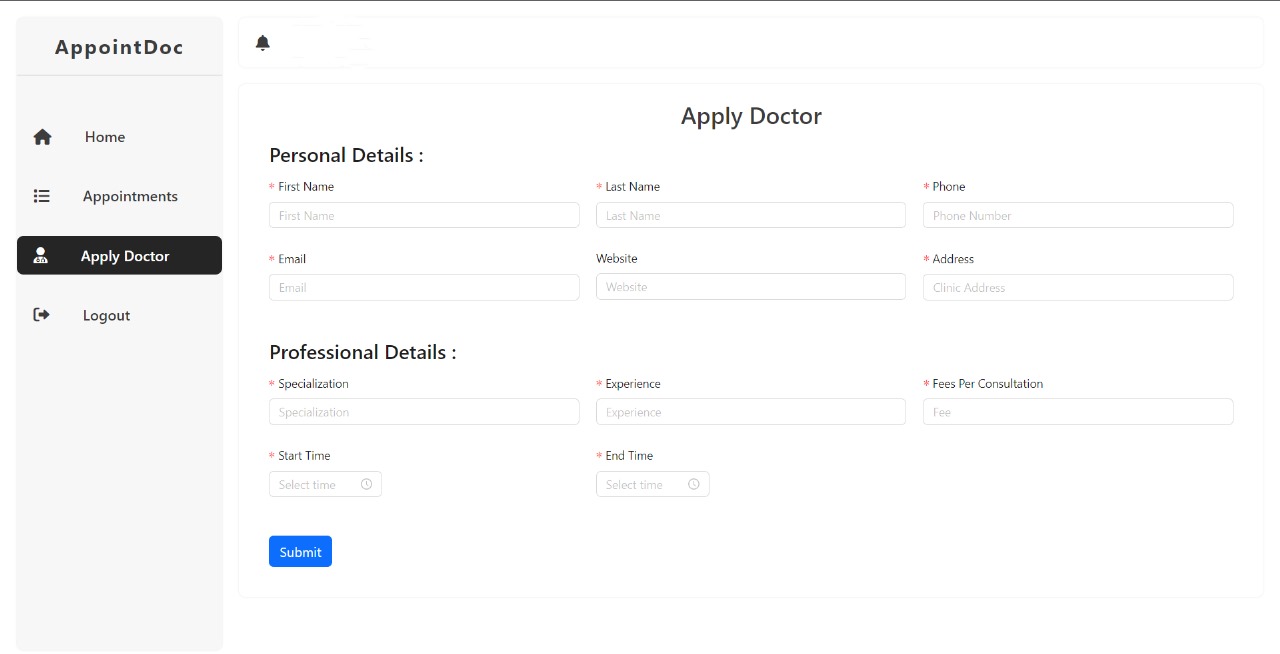 AppointDoc
Home
Appointments
Apply Doctor
Logout
Apply Doctor
Personal Details :
* First Name * Last Name * Phone
First Name Last Name Phone Number
* Email Website * Address
Email Website Clinic Address
Professional Details :
* Specialization * Experience * Fees Per Consultation
Specialization Experience Fee
* Start Time * End Time
Select time Select time
Submit